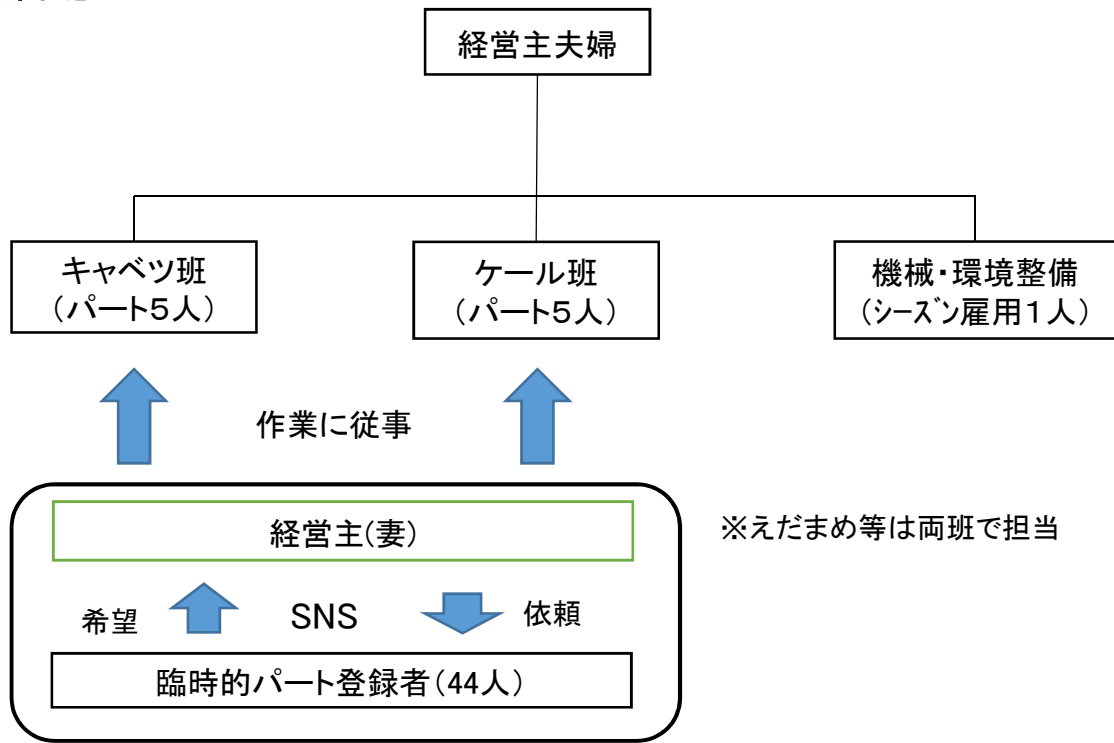 経営主夫婦
キャベツ班
（パート５人）
ケール班
（パート５人）
機械・環境整備
（シーズン雇用１人）
作業に従事
経営主(妻)
※えだまめ等は両班で担当
希望
SNS
依頼
臨時的パート登録者（44人）